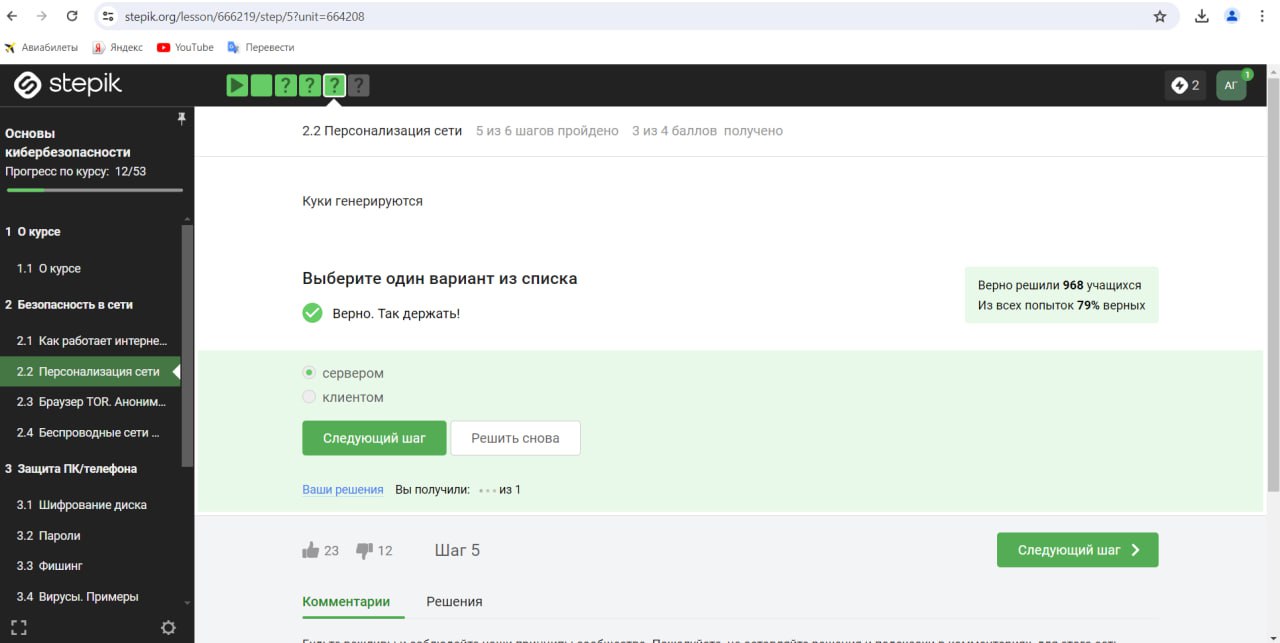 stepik.org/lesson/666219/step/5?unit=664208
Авиабилеты Яндекс YouTube Перевести
stepik ? ? ? ? 2 АГ 1
Основы
кибербезопасности
Прогресс по курсу: 12/53
2.2 Персонализация сети 5 из 6 шагов пройдено 3 из 4 баллов получено
Куки генерируются
1 О курсе
1.1 О курсе
2 Безопасность в сети
2.1 Как работает интерне...
2.2 Персонализация сети
2.3 Браузер TOR. Аноним...
2.4 Беспроводные сети ...
3 Защита ПК/телефона
3.1 Шифрование диска
3.2 Пароли
3.3 Фишинг
3.4 Вирусы. Примеры
Выберите один вариант из списка
Верно. Так держать!
Верно решили 968 учащихся
Из всех попыток 79% верных
сервером
клиентом
Следующий шаг Решить снова
Ваши решения Вы получили: ... из 1
23 12 Шаг 5 Следующий шаг
Комментарии Решения